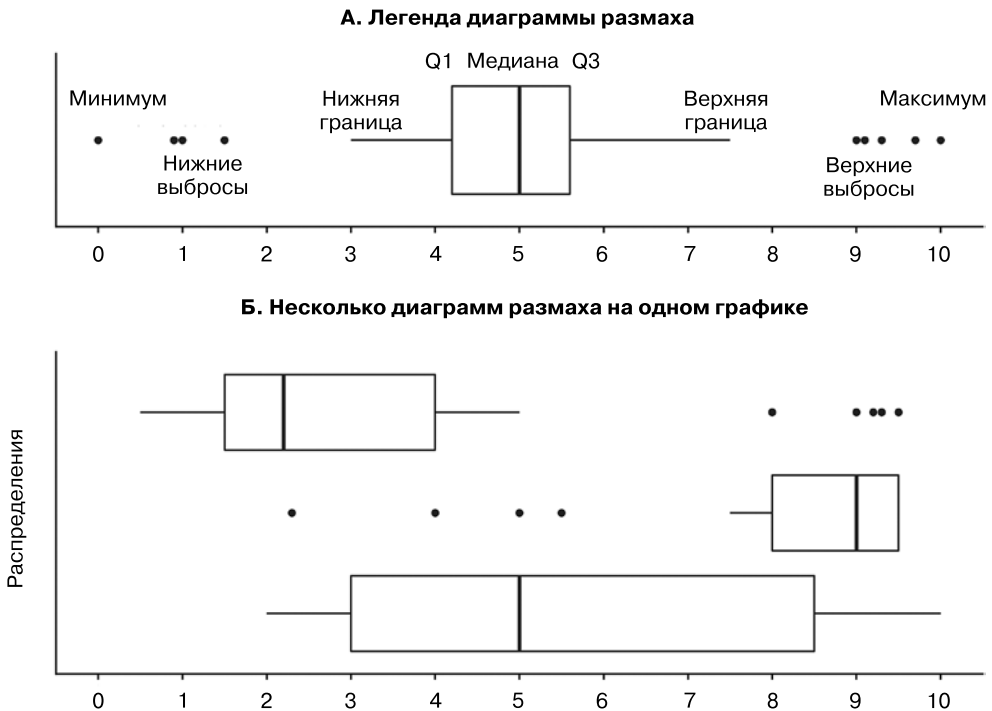 А. Легенда диаграммы размаха
Q1 Медиана Q3
Минимум
Нижняя
граница
Верхняя
граница
Максимум
Нижние
выбросы
Верхние
выбросы
0 1 2 3 4 5 6 7 8 9 10
Б. Несколько диаграмм размаха на одном графике
Распределения
0 1 2 3 4 5 6 7 8 9 10